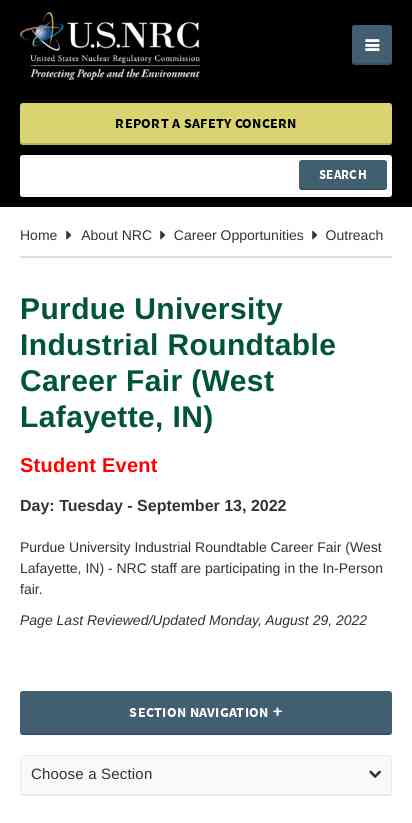 U.S.NRC
United States Nuclear Regulatory Commission
Protecting People and the Environment
REPORT A SAFETY CONCERN
SEARCH
Home About NRC Career Opportunities Outreach
Purdue University
Industrial Roundtable
Career Fair (West
Lafayette, IN)
Student Event
Day: Tuesday - September 13, 2022
Purdue University Industrial Roundtable Career Fair (West
Lafayette, IN) - NRC staff are participating in the In-Person
fair.
Page Last Reviewed/Updated Monday, August 29, 2022
SECTION NAVIGATION +
Choose a Section